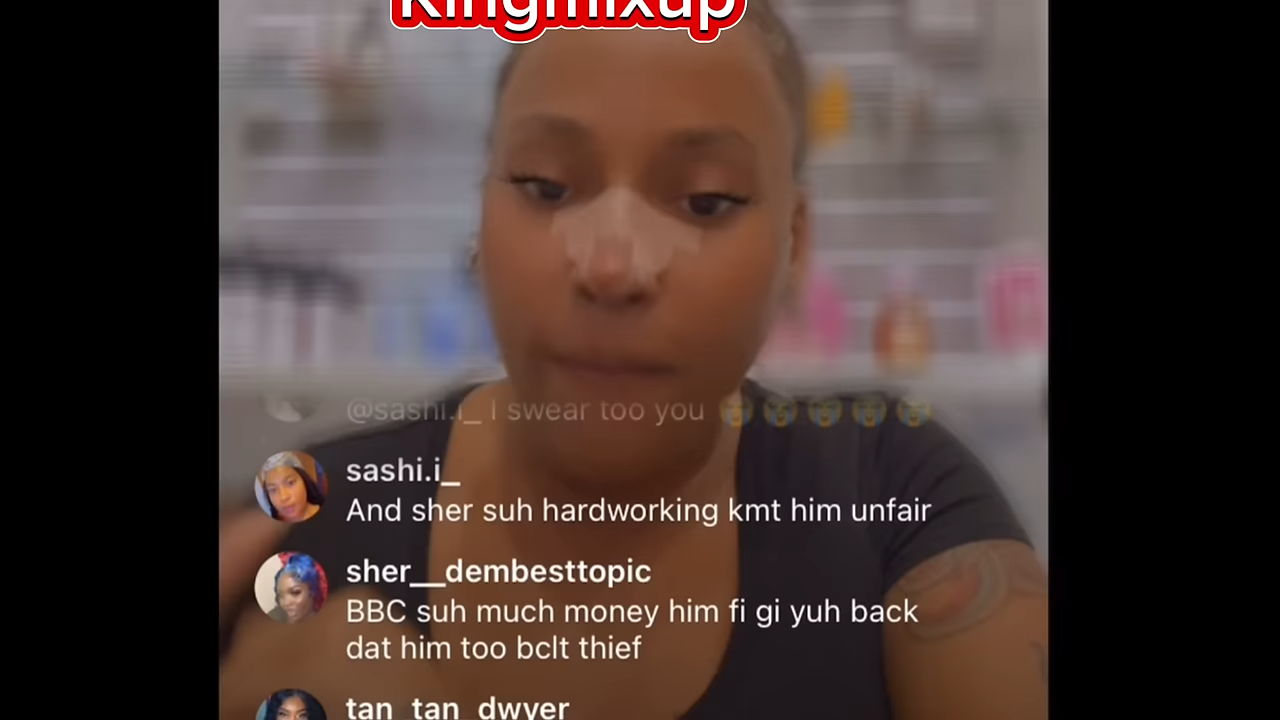 Kingmixup
@sashi.i_ I swear too you 😭😭😭😭😭
sashi.i_
And sher suh hardworking kmt him unfair
sher__dembesttopic
BBC suh much money him fi gi yuh back
dat him too bclt thief
tan_tan_dwyer